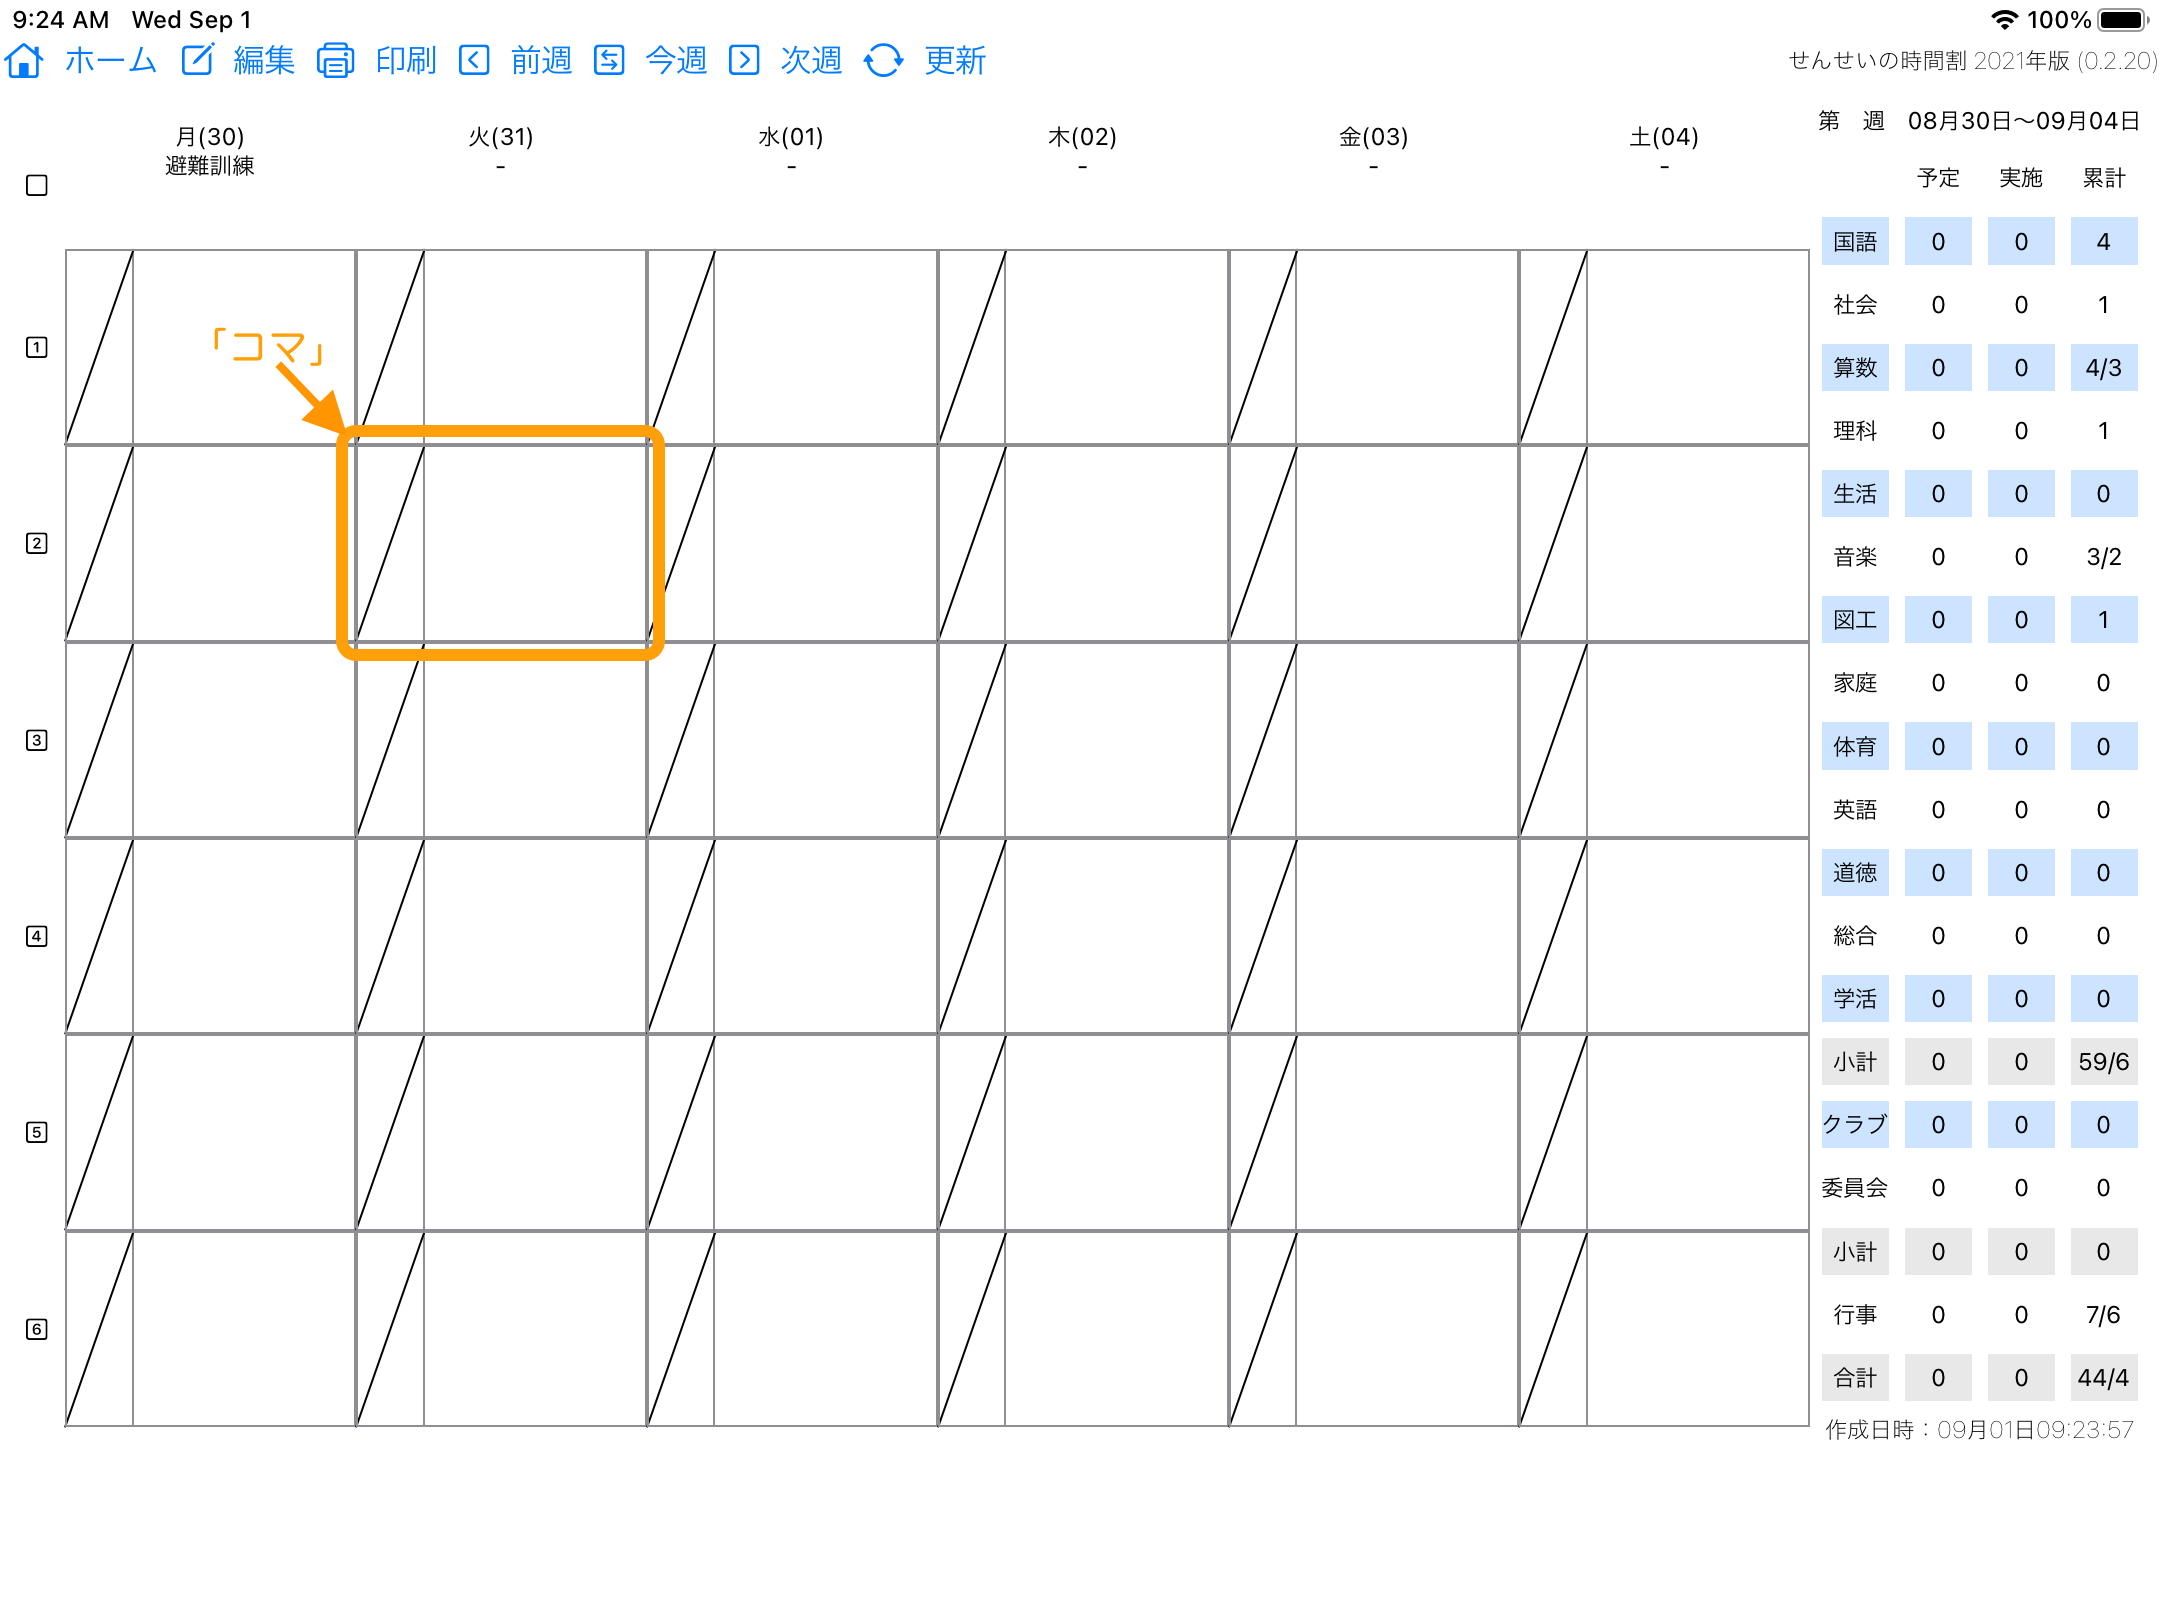 9:24 AM Wed Sep 1 100%
ホーム 編集 印刷 前週 今週 次週 更新 せんせいの時間割 2021年版 (0.2.20)
第 週 08月30日〜09月04日
月(30) 火(31) 水(01) 木(02) 金(03) 土(04)
避難訓練 - - - - -
予定 実施 累計
国語 0 0 4
社会 0 0 1
1
「コマ」
算数 0 0 4/3
理科 0 0 1
生活 0 0 0
2
音楽 0 0 3/2
図工 0 0 1
家庭 0 0 0
3
体育 0 0 0
英語 0 0 0
道徳 0 0 0
4
総合 0 0 0
学活 0 0 0
小計 0 0 59/6
5
クラブ 0 0 0
委員会 0 0 0
小計 0 0 0
6
行事 0 0 7/6
合計 0 0 44/4
作成日時：09月01日09:23:57